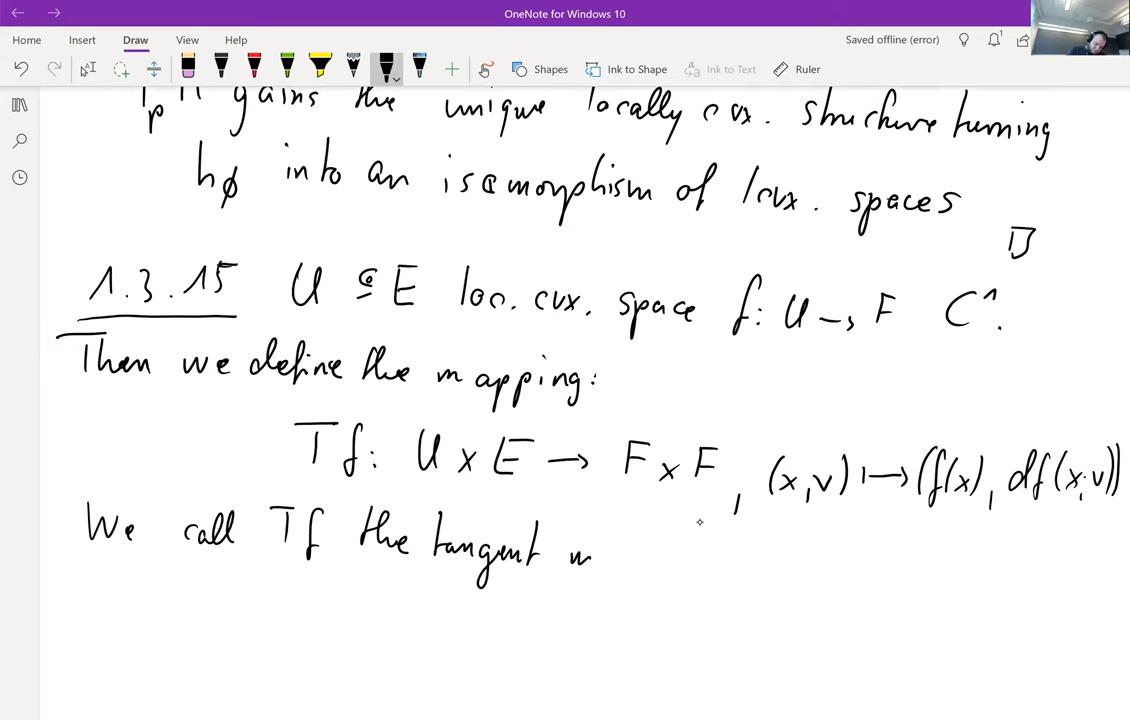 OneNote for Windows 10
Home Insert Draw View Help Saved offline (error)
Shapes Ink to Shape Ink to Text Ruler
gains the unique locally cvx. structure turning
hϕ into an isomorphism of lcvx. spaces
1.3.15 U ⊆ E loc. cvx. space f: U → F C¹.
Then we define the mapping:
Tf: U × E → F × F, (x,v) ↦ (f(x), df(x;v))
We call Tf the tangent m